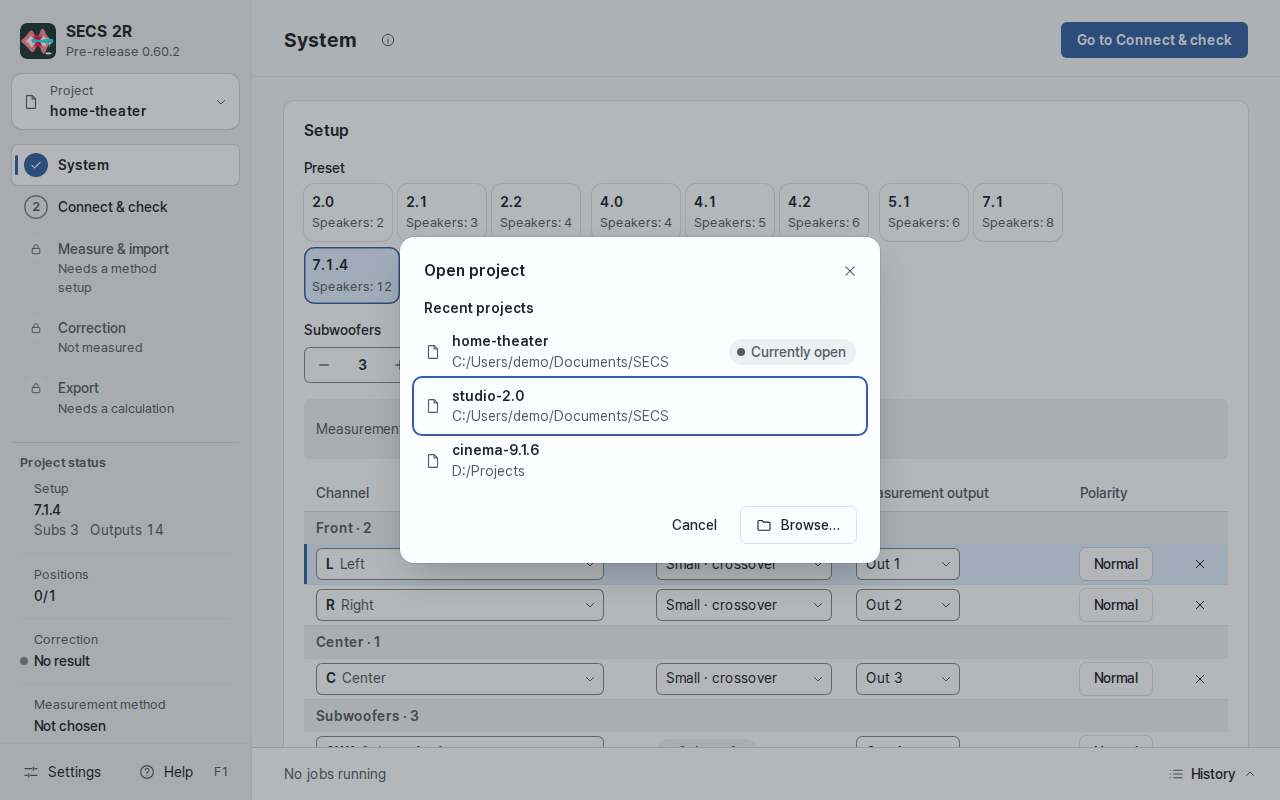 SECS 2R
Pre-release 0.60.2
Project
home-theater
System
2 Connect & check
Measure & import
Needs a method
setup
Correction
Not measured
Export
Needs a calculation
Project status
Setup
7.1.4
Subs 3 Outputs 14
Positions
0/1
Correction
No result
Measurement method
Not chosen
Settings
Help F1
System
Go to Connect & check
Setup
Preset
2.0
Speakers: 2
2.1
Speakers: 3
2.2
Speakers: 4
4.0
Speakers: 4
4.1
Speakers: 5
4.2
Speakers: 6
5.1
Speakers: 6
7.1
Speakers: 8
7.1.4
Speakers: 12
Subwoofers
3
Open project
Recent projects
home-theater
C:/Users/demo/Documents/SECS
Currently open
studio-2.0
C:/Users/demo/Documents/SECS
cinema-9.1.6
D:/Projects
Cancel
Browse...
Channel Polarity
Front · 2
L Left Small · crossover Out 1 Normal
R Right Small · crossover Out 2 Normal
Center · 1
C Center Small · crossover Out 3 Normal
Subwoofers · 3
No jobs running
History